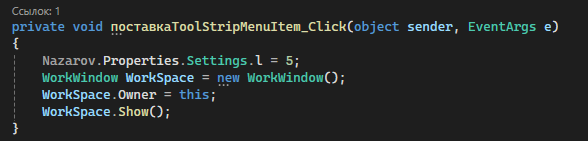 Ссылок: 1
private void поставкаToolStripMenuItem_Click(object sender, EventArgs e)
{
Nazarov.Properties.Settings.l = 5;
WorkWindow WorkSpace = new WorkWindow();
WorkSpace.Owner = this;
WorkSpace.Show();
}